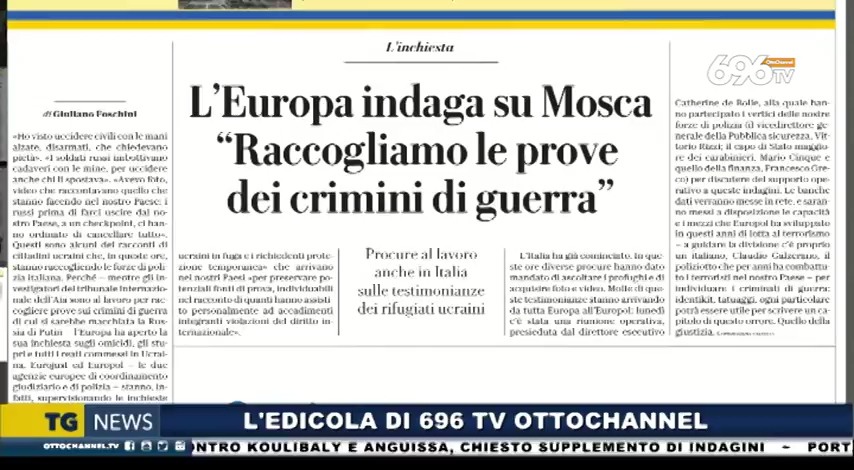 L'inchiesta
696
OttoChannel
TV
L'Europa indaga su Mosca
“Raccogliamo le prove
dei crimini di guerra”
di Giuliano Foschini
«Ho visto uccidere civili con le mani
alzate, disarmati, che chiedevano
pietà». «I soldati russi imbottivano
cadaveri con le mine, per uccidere
anche chi li spostava». «Avevo foto,
video che raccontavano quello che
stanno facendo nel nostro Paese: i
russi prima di farci uscire dal no-
stro Paese, a un checkpoint, ci han-
no ordinato di cancellare tutto».
Questi sono alcuni dei racconti di
cittadini ucraini che, in queste ore,
stanno raccogliendo le forze di poli-
zia italiana. Perché – mentre gli in-
vestigatori del tribunale internazio-
nale dell'Aia sono al lavoro per rac-
cogliere prove sui crimini di guerra
di cui si sarebbe macchiata la Rus-
sia di Putin – l'Europa ha aperto la
sua inchiesta sugli omicidi, gli stu-
pri e tutti i reati commessi in Ucrai-
na. Eurojust ed Europol – le due
agenzie europee di coordinamento
giudiziario e di polizia – stanno, in-
fatti, supervisionando le inchieste
ucraini in fuga e i richiedenti prote-
zione temporanea» che arrivano
nei nostri Paesi «per preservare po-
tenziali fonti di prova, individuabili
nel racconto di quanti hanno assisti-
to personalmente ad accadimenti
integranti violazioni del diritto in-
ternazionale».
Procure al lavoro
anche in Italia
sulle testimonianze
dei rifugiati ucraini
L'Italia ha già cominciato. In que-
ste ore diverse procure hanno dato
mandato di ascoltare i profughi e di
acquisire foto e video. Molte di que-
ste testimonianze stanno arrivando
da tutta Europa all'Europol: lunedì
c'è stata una riunione operativa,
presieduta dal direttore esecutivo
Catherine de Bolle, alla quale han-
no partecipato i vertici delle nostre
forze di polizia (il vicedirettore ge-
nerale della Pubblica sicurezza, Vit-
torio Rizzi; il capo di Stato maggio-
re dei carabinieri, Mario Cinque e
quello della finanza, Francesco Gre-
co) per discutere del supporto ope-
rativo a queste indagini. Le banche
dati verranno messe in rete, e saran-
no messi a disposizione le capacità
e i mezzi che Europol ha sviluppato
in questi anni di lotta al terrorismo
– a guidare la divisione c'è proprio
un italiano, Claudio Galzerano, il
poliziotto che per anni ha combattu-
to i terroristi nel nostro Paese – per
individuare i criminali di guerra:
identikit, tatuaggi, ogni particolare
potrà essere utile per scrivere un ca-
pitolo di questo orrore. Quello della
giustizia.
TG NEWS
L'EDICOLA DI 696 TV OTTOCHANNEL
OTTOCHANNEL.TV
ONTRO KOULIBALY E ANGUISSA, CHIESTO SUPPLEMENTO DI INDAGINI ~ PORT